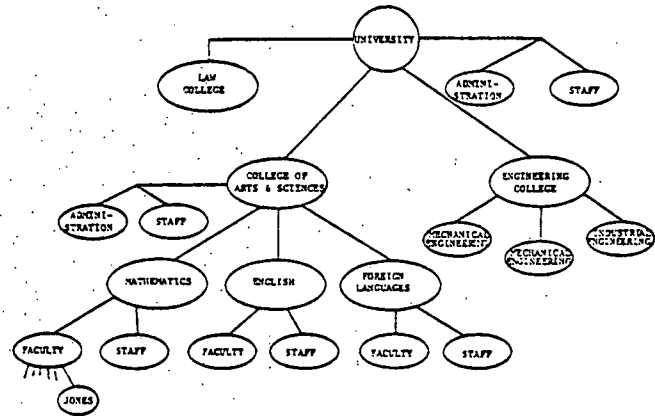 UNIVERSITY
LAW
COLLEGE
ADMINI-
STRATION
STAFF
COLLEGE OF
ARTS & SCIENCES
ENGINEERING
COLLEGE
ADMINI-
STRATION
STAFF
MECHANICAL
ENGINEERING
MECHANICAL
ENGINEERING
INDUSTRIAL
ENGINEERING
MATHEMATICS
ENGLISH
FOREIGN
LANGUAGES
FACULTY
STAFF
FACULTY
STAFF
FACULTY
STAFF
JONES